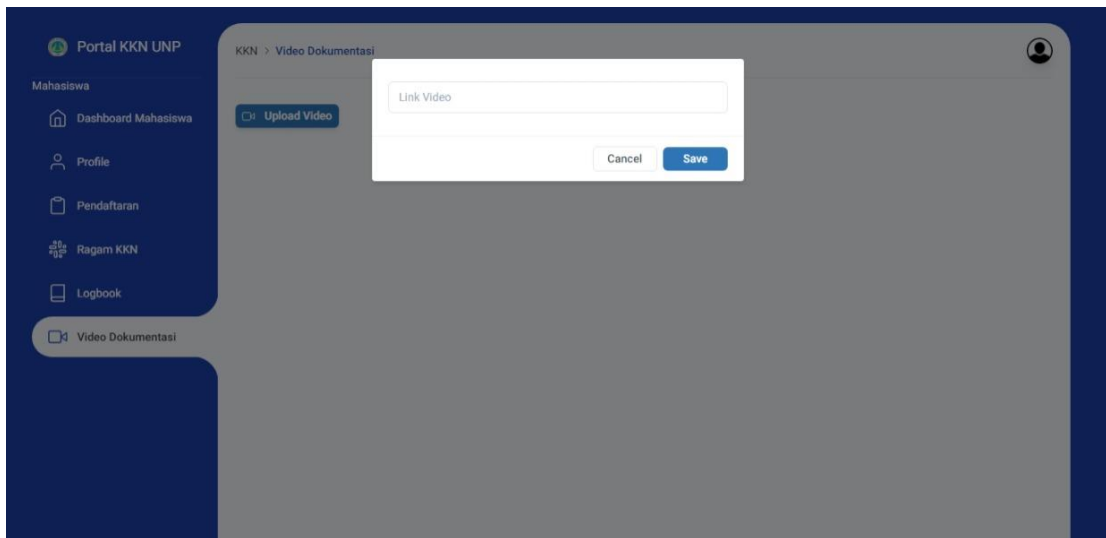 Portal KKN UNP
Mahasiswa
Dashboard Mahasiswa
Profile
Pendaftaran
Ragam KKN
Logbook
Video Dokumentasi
KKN > Video Dokumentasi
Upload Video
Link Video
Cancel
Save